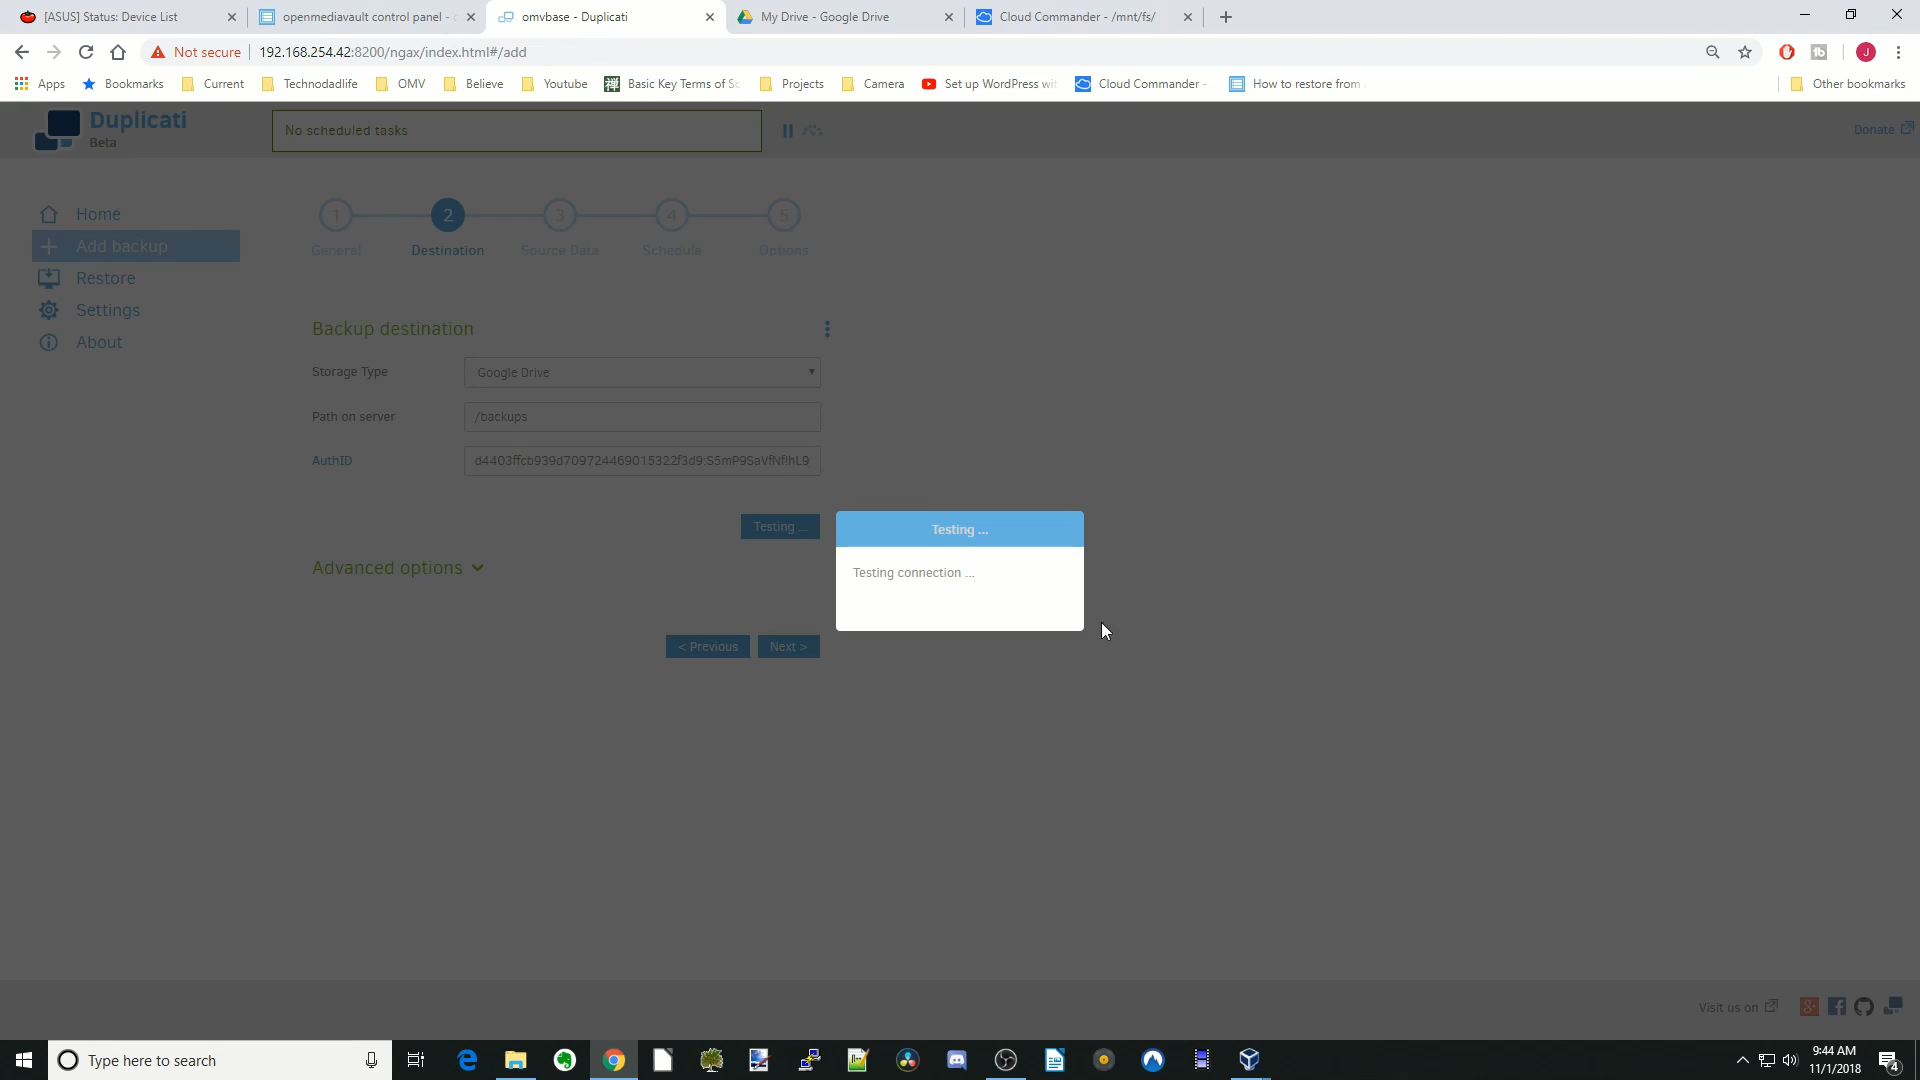 [ASUS] Status: Device List
openmediavault control panel -
omvbase - Duplicati
My Drive - Google Drive
Cloud Commander - /mnt/fs/
Not secure
192.168.254.42:8200/ngax/index.html#/add
J
Apps
Bookmarks
Current
Technodadlife
OMV
Believe
Youtube
Basic Key Terms of Sc
Projects
Camera
Set up WordPress wit
Cloud Commander -
How to restore from
Other bookmarks
Duplicati
Beta
No scheduled tasks
Donate
Home
Add backup
Restore
Settings
About
1
2
3
4
5
General
Destination
Source Data
Schedule
Options
Backup destination
Storage Type
Google Drive
Path on server
/backups
AuthID
d4403ffcb939d709724469015322f3d9:S5mP9SaVfNf!hL9
Testing ...
Advanced options
Testing ...
Testing connection ...
< Previous
Next >
Visit us on
Type here to search
9:44 AM
11/1/2018
4